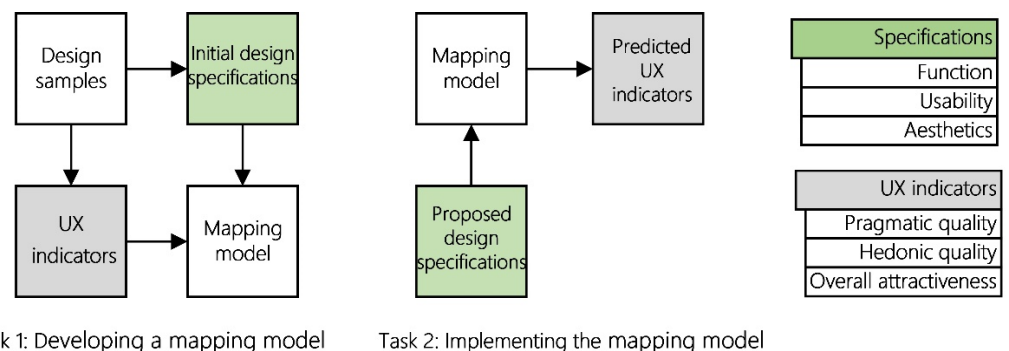 Design
samples
Initial design
specifications
UX
indicators
Mapping
model
Mapping
model
Predicted
UX
indicators
Proposed
design
specifications
Specifications
Function
Usability
Aesthetics
UX indicators
Pragmatic quality
Hedonic quality
Overall attractiveness
k 1: Developing a mapping model
Task 2: Implementing the mapping model